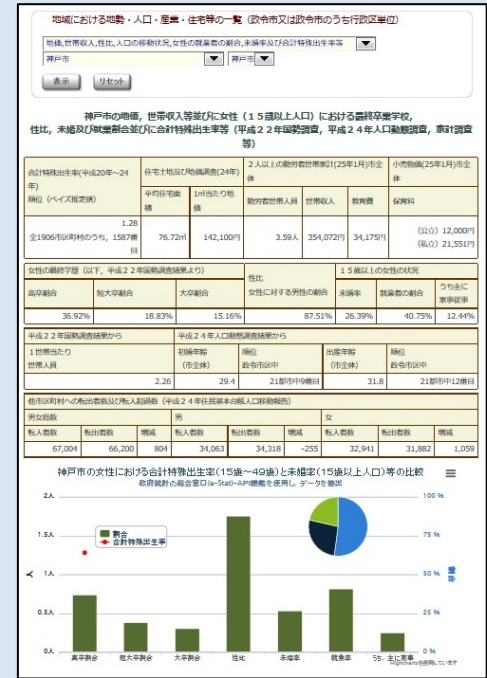 地域における地勢・人口・産業・住宅等の一覧（政令市又は政令市のうち行政区単位）
地価,世帯収入,性比,人口の移動状況,女性の就業者の割合,未婚率及び合計特殊出生率等
神戸市 神戸市
表示 リセット
神戸市の地価，世帯収入等並びに女性（１５歳以上人口）における最終卒業学校，
性比，未婚及び就業割合並びに合計特殊出生率等（平成２２年国勢調査，平成２４年人口動態調査，家計調査
等）
合計特殊出生率(平成20年～24年)
順位（ベイズ推定値）
住宅土地及び地価調査(24年)
２人以上の勤労者世帯家計(25年1月)市全体
小売物価(25年1月)市全体
平均住宅面積 1㎡当たり地価 勤労者世帯人員 世帯収入 教育費 保育料
1.28
全1906市区町村のうち，1587番目
76.72㎡ 142,100円 3.59人 354,072円 34,175円
(公立) 12,000円
(私立) 21,551円
女性の最終学歴（以下，平成２２年国勢調査結果より）
性比
女性に対する男性の割合
１５歳以上の女性の状況
高卒割合 短大卒割合 大卒割合 未婚率 就業者の割合 うち主に家事従事
36.92% 18.83% 15.16% 87.51% 26.39% 40.75% 12.44%
平成２２年国勢調査結果から 平成２４年人口動態調査結果から
１世帯当たり
世帯人員
初婚年齢
(市全体)
順位
政令市区中
出産年齢
(市全体)
順位
政令市区中
2.26 29.4 21都市中9番目 31.8 21都市中12番目
他市区町村への転出者数及び転入超過数（平成２４年住民基本台帳人口移動報告）
男女総数 男 女
転入者数 転出者数 増減 転入者数 転出者数 増減 転入者数 転出者数 増減
67,004 66,200 804 34,063 34,318 -255 32,941 31,882 1,059
神戸市の女性における合計特殊出生率(15歳～49歳)と未婚率(15歳以上人口)等の比較
政府統計の総合窓口(e-Stat)-API機能を使用し，データを抽出
割合
合計特殊出生率
2人 100 %
1.5人 75 %
1人 50 %
0.5人 25 %
0人 0 %
人
高卒割合 短大卒割合 大卒割合 性比 未婚率 就業率 うち，主に家事
Highchartsを使用しています